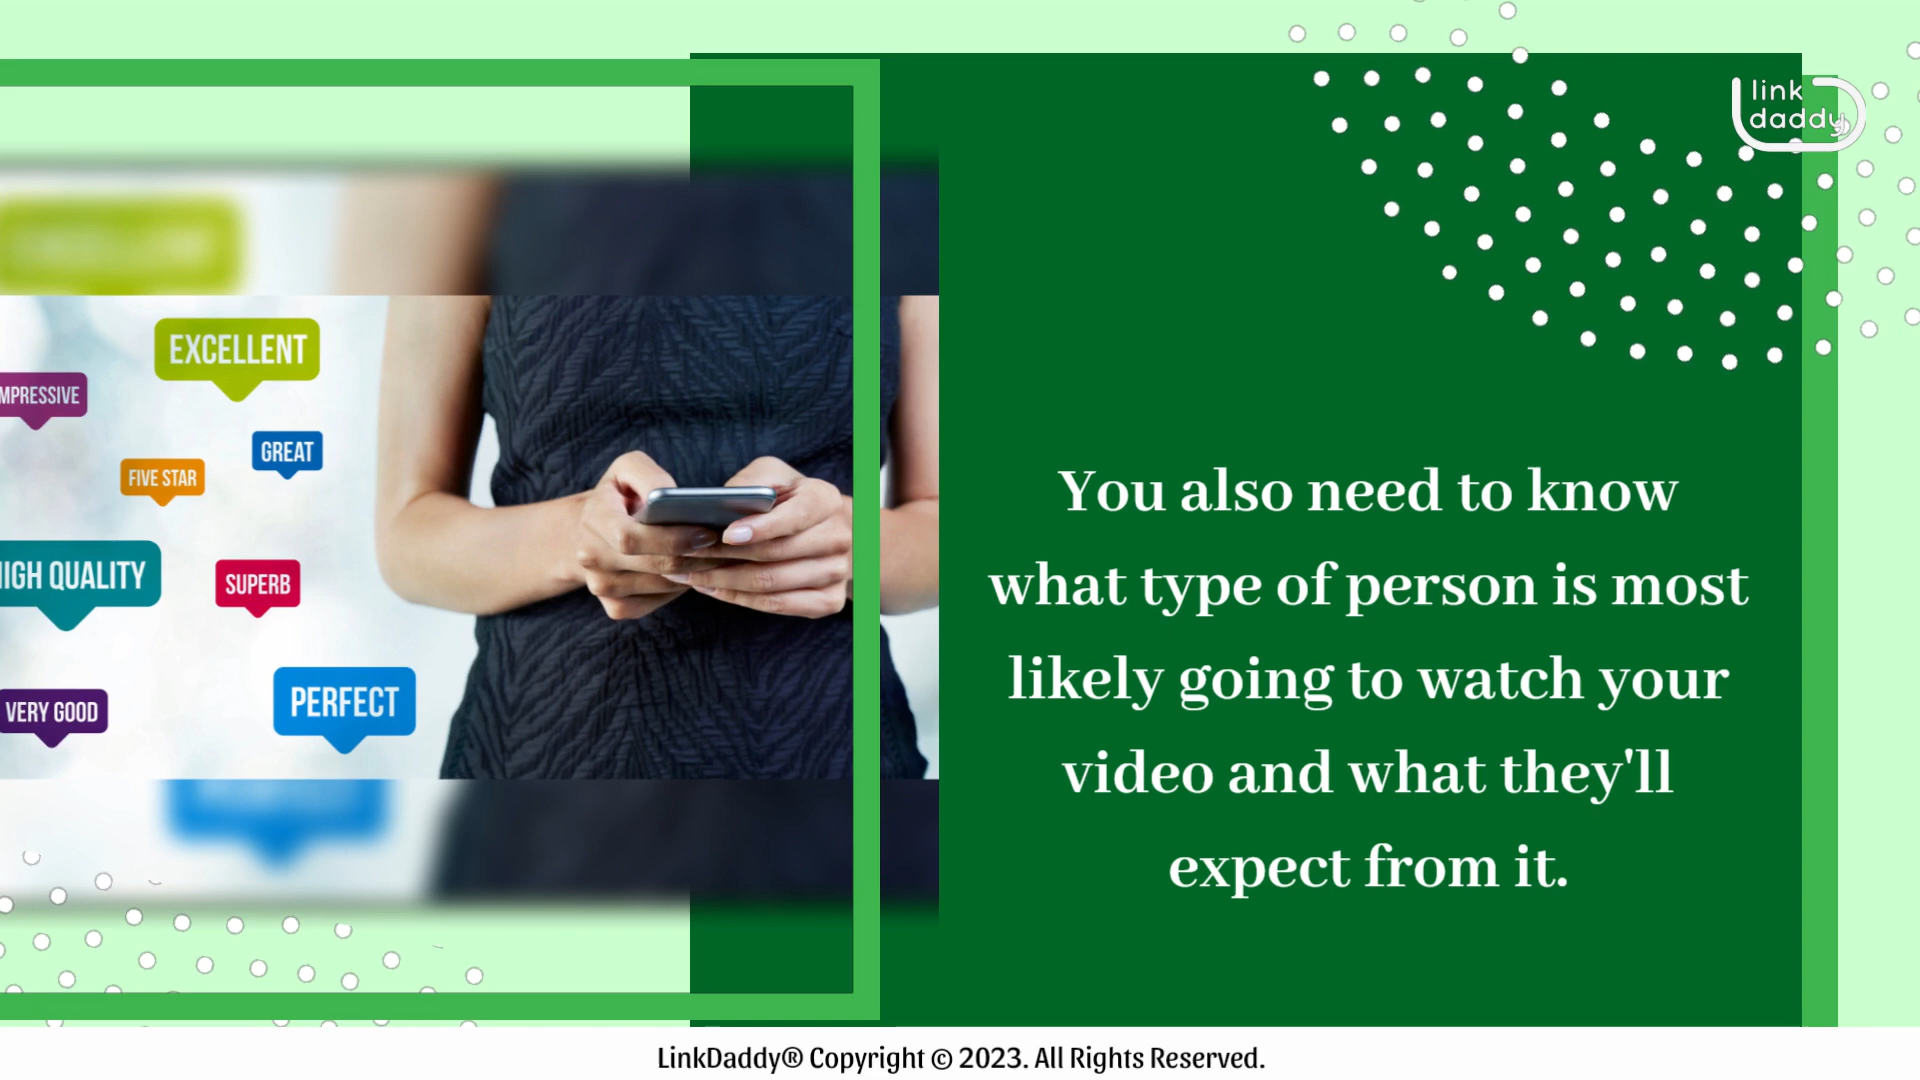 link
daddy
EXCELLENT
MPRESSIVE
GREAT
FIVE STAR
HIGH QUALITY
SUPERB
PERFECT
VERY GOOD
You also need to know
what type of person is most
likely going to watch your
video and what they'll
expect from it.
LinkDaddy® Copyright © 2023. All Rights Reserved.